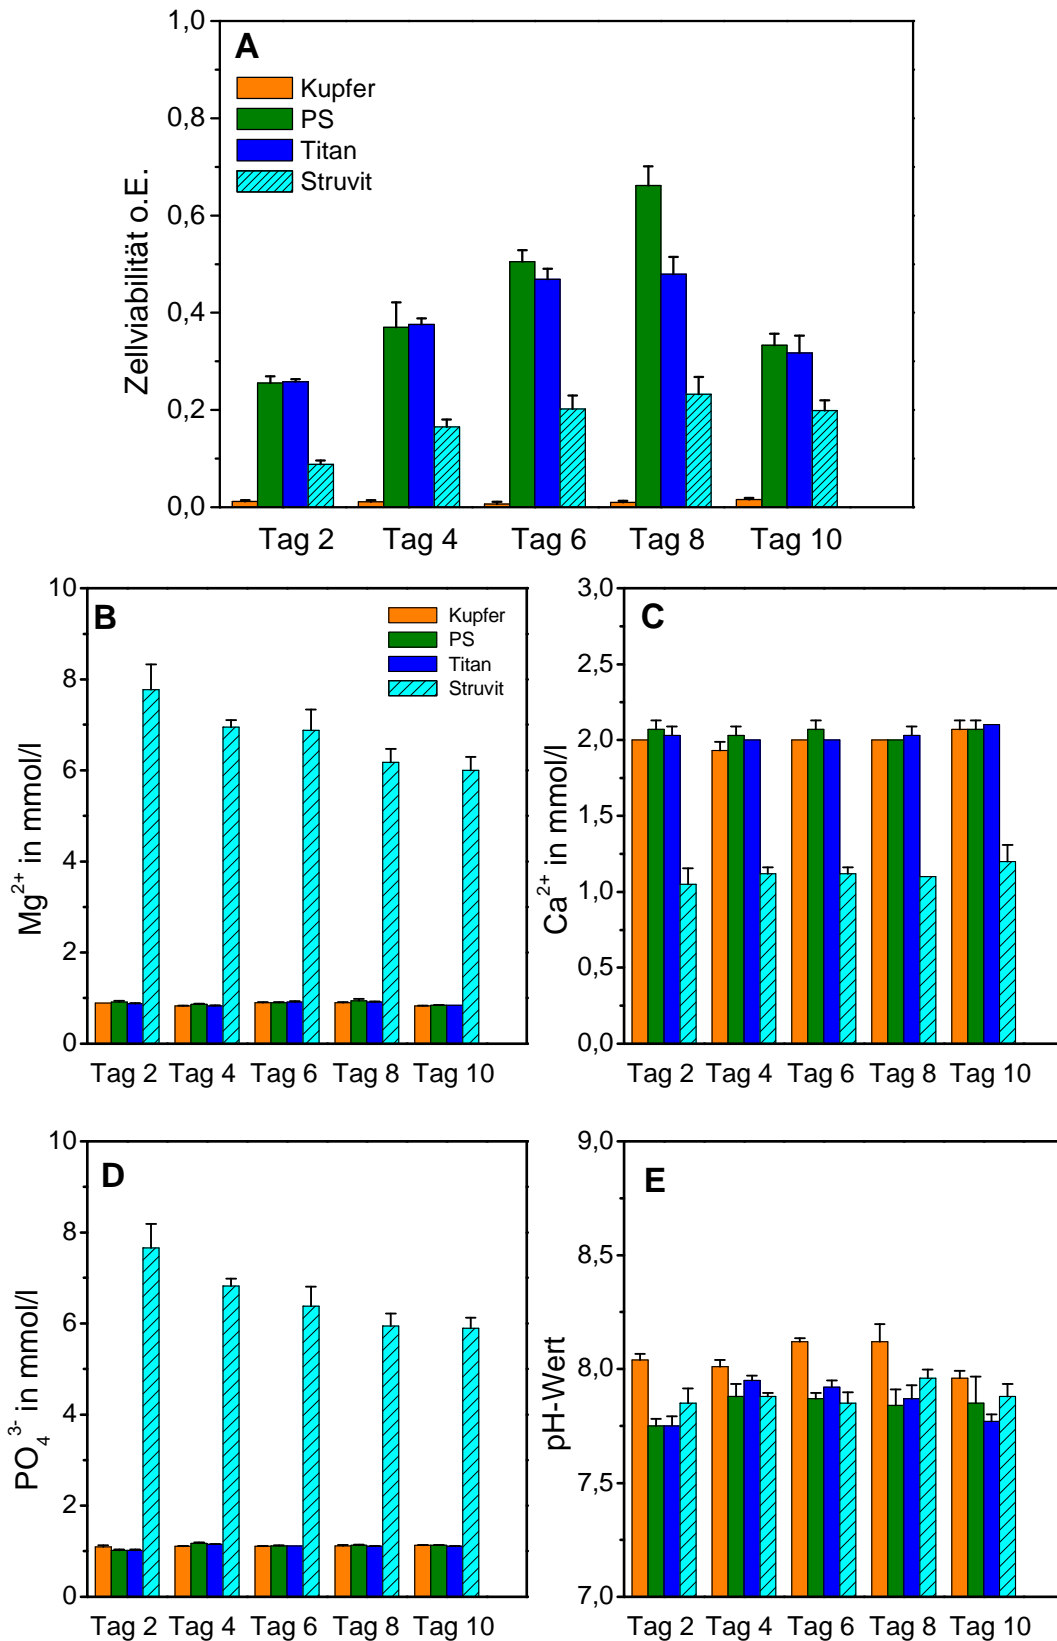 A
Kupfer
PS
Titan
Struvit
Zellviabilität o.E.
1,0
0,8
0,6
0,4
0,2
0,0
Tag 2 Tag 4 Tag 6 Tag 8 Tag 10
B
Kupfer
PS
Titan
Struvit
Mg2+ in mmol/l
10
8
6
4
2
0
Tag 2 Tag 4 Tag 6 Tag 8 Tag 10
C
Ca2+ in mmol/l
3,0
2,5
2,0
1,5
1,0
0,5
0,0
Tag 2 Tag 4 Tag 6 Tag 8 Tag 10
D
PO43- in mmol/l
10
8
6
4
2
0
Tag 2 Tag 4 Tag 6 Tag 8 Tag 10
E
pH-Wert
9,0
8,5
8,0
7,5
7,0
Tag 2 Tag 4 Tag 6 Tag 8 Tag 10